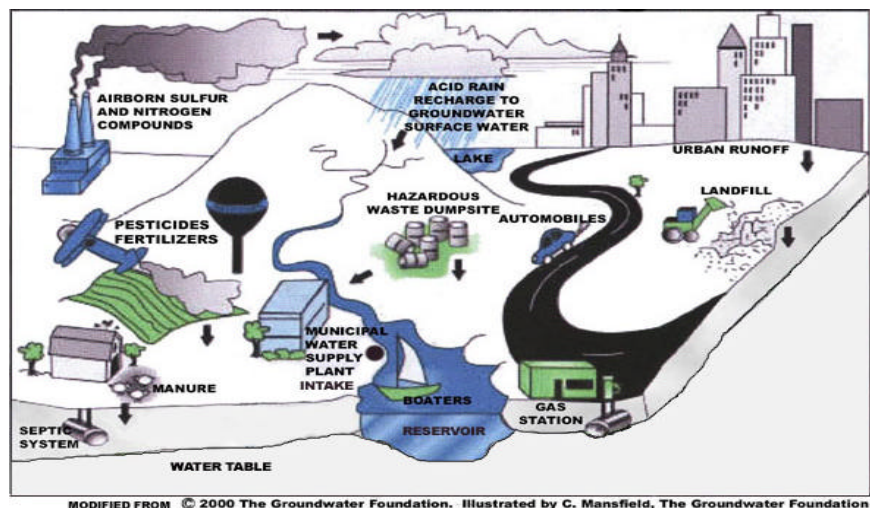 AIRBORN SULFUR
AND NITROGEN
COMPOUNDS
ACID RAIN
RECHARGE TO
GROUNDWATER
SURFACE WATER
LAKE
URBAN RUNOFF
HAZARDOUS
WASTE DUMPSITE
AUTOMOBILES
LANDFILL
PESTICIDES
FERTILIZERS
MUNICIPAL
WATER
SUPPLY
PLANT
INTAKE
MANURE
BOATERS
GAS
STATION
SEPTIC
SYSTEM
RESERVOIR
WATER TABLE
MODIFIED FROM © 2000 The Groundwater Foundation. Illustrated by C. Mansfield, The Groundwater Foundation